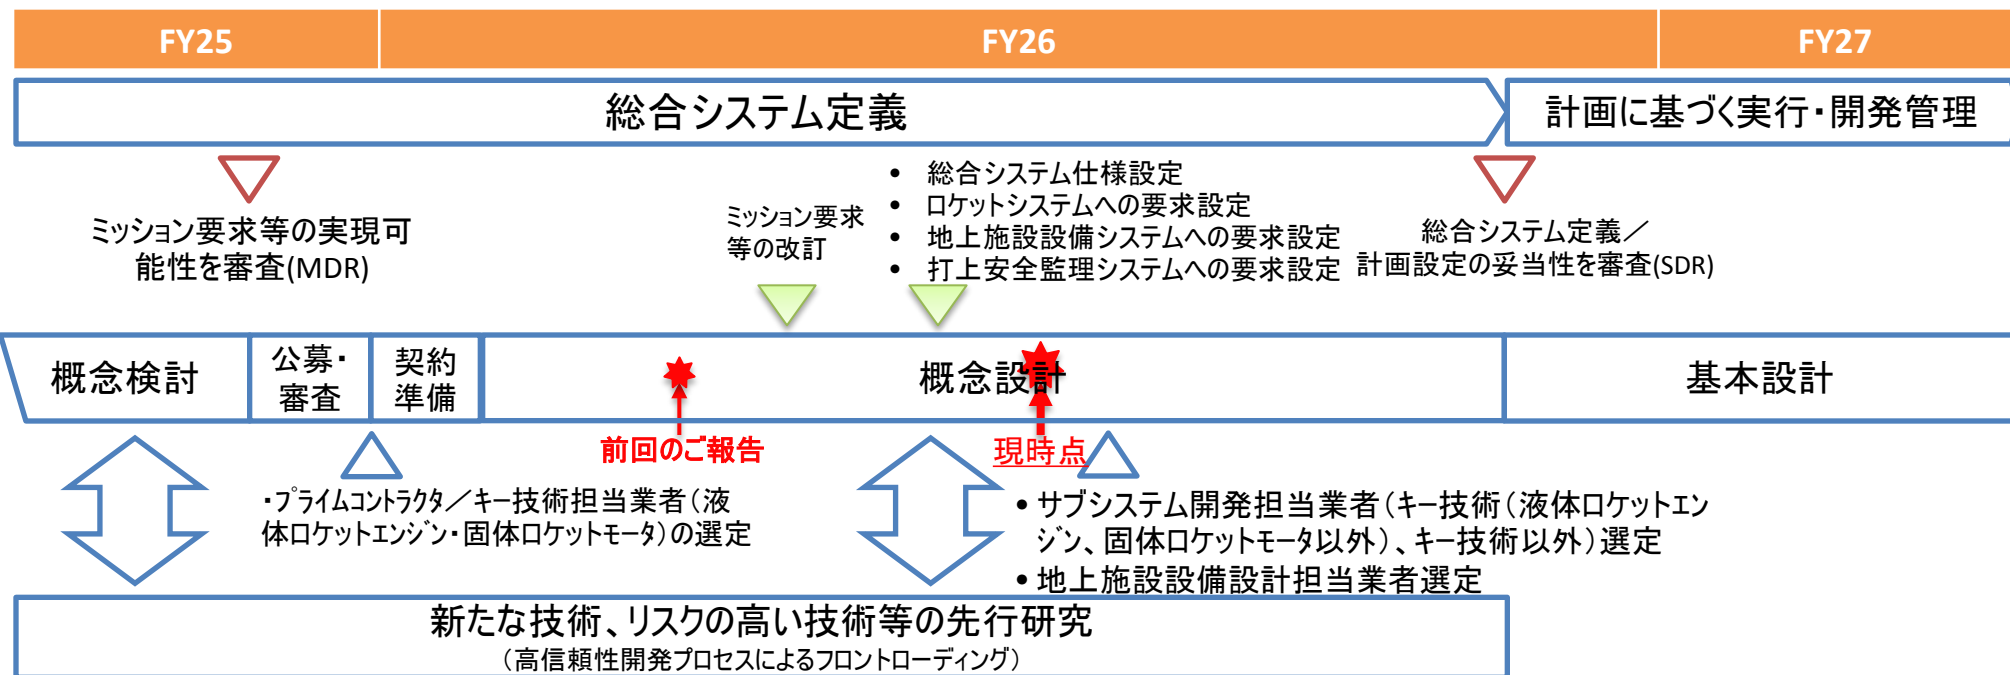 FY25
FY26
FY27
総合システム定義
計画に基づく実行・開発管理
ミッション要求等の実現可
能性を審査(MDR)
ミッション要求
等の改訂
• 総合システム仕様設定
• ロケットシステムへの要求設定
• 地上施設設備システムへの要求設定
• 打上安全監理システムへの要求設定
総合システム定義／
計画設定の妥当性を審査(SDR)
概念検討
公募・
審査
契約
準備
概念設計
基本設計
前回のご報告
現時点
・プライムコントラクタ／キー技術担当業者（液
体ロケットエンジン・固体ロケットモータ）の選定
• サブシステム開発担当業者（キー技術（液体ロケットエン
ジン、固体ロケットモータ以外）、キー技術以外）選定
• 地上施設設備設計担当業者選定
新たな技術、リスクの高い技術等の先行研究
（高信頼性開発プロセスによるフロントローディング）